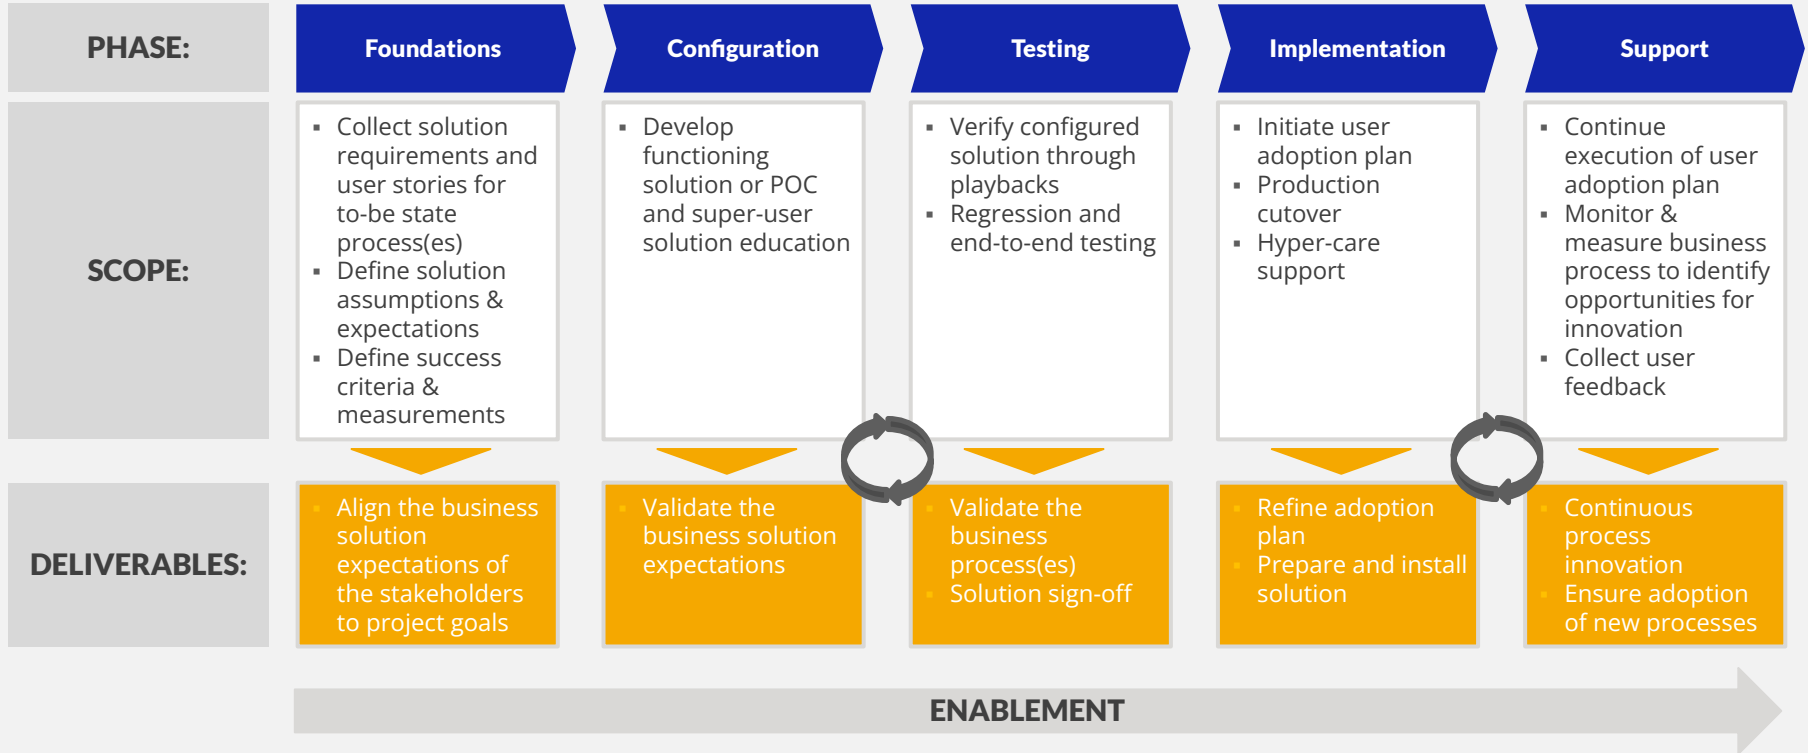 PHASE:
Foundations
Configuration
Testing
Implementation
Support
SCOPE:
▪ Collect solution
requirements and
user stories for
to-be state
process(es)
▪ Define solution
assumptions &
expectations
▪ Define success
criteria &
measurements
▪ Develop
functioning
solution or POC
and super-user
solution education
▪ Verify configured
solution through
playbacks
▪ Regression and
end-to-end testing
▪ Initiate user
adoption plan
▪ Production
cutover
▪ Hyper-care
support
▪ Continue
execution of user
adoption plan
▪ Monitor &
measure business
process to identify
opportunities for
innovation
▪ Collect user
feedback
DELIVERABLES:
▪ Align the business
solution
expectations of
the stakeholders
to project goals
▪ Validate the
business solution
expectations
▪ Validate the
business
process(es)
▪ Solution sign-off
▪ Refine adoption
plan
▪ Prepare and install
solution
▪ Continuous
process
innovation
▪ Ensure adoption
of new processes
ENABLEMENT